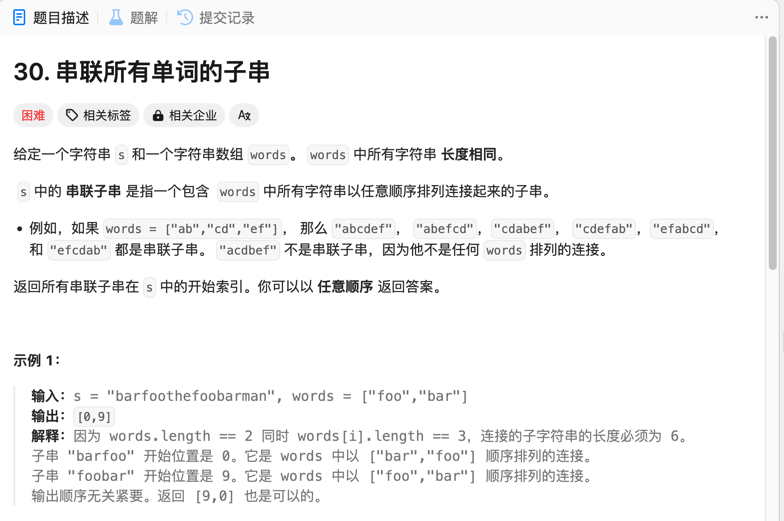 题目描述 题解 提交记录
30. 串联所有单词的子串
困难 相关标签 相关企业 Ax
给定一个字符串 s 和一个字符串数组 words。 words 中所有字符串 长度相同。
s 中的 串联子串 是指一个包含 words 中所有字符串以任意顺序排列连接起来的子串。
• 例如，如果 words = ["ab","cd","ef"]， 那么 "abcdef"， "abefcd"，"cdabef"， "cdefab"，"efabcd"，
和 "efcdab" 都是串联子串。 "acdbef" 不是串联子串，因为他不是任何 words 排列的连接。
返回所有串联子串在 s 中的开始索引。你可以以 任意顺序 返回答案。
示例 1：
输入：s = "barfoothefoobarman", words = ["foo","bar"]
输出：[0,9]
解释：因为 words.length == 2 同时 words[i].length == 3，连接的子字符串的长度必须为 6。
子串 "barfoo" 开始位置是 0。它是 words 中以 ["bar","foo"] 顺序排列的连接。
子串 "foobar" 开始位置是 9。它是 words 中以 ["foo","bar"] 顺序排列的连接。
输出顺序无关紧要。返回 [9,0] 也是可以的。